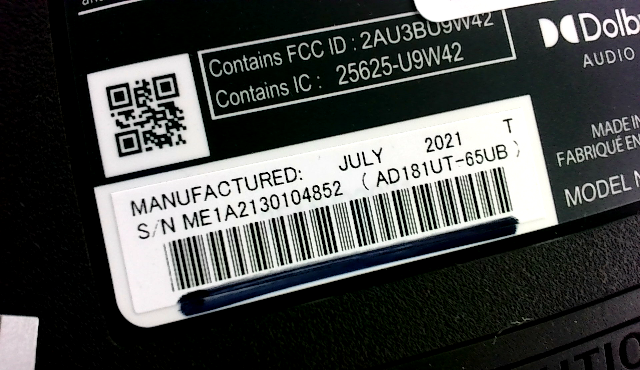 Contains FCC ID : 2AU3BU9W42
Contains IC : 25625-U9W42
Dolby
AUDIO
MADE IN
FABRIQUÉ EN
MODEL
MANUFACTURED: JULY 2021 T
S/N ME1A2130104852 (AD181UT-65UB)